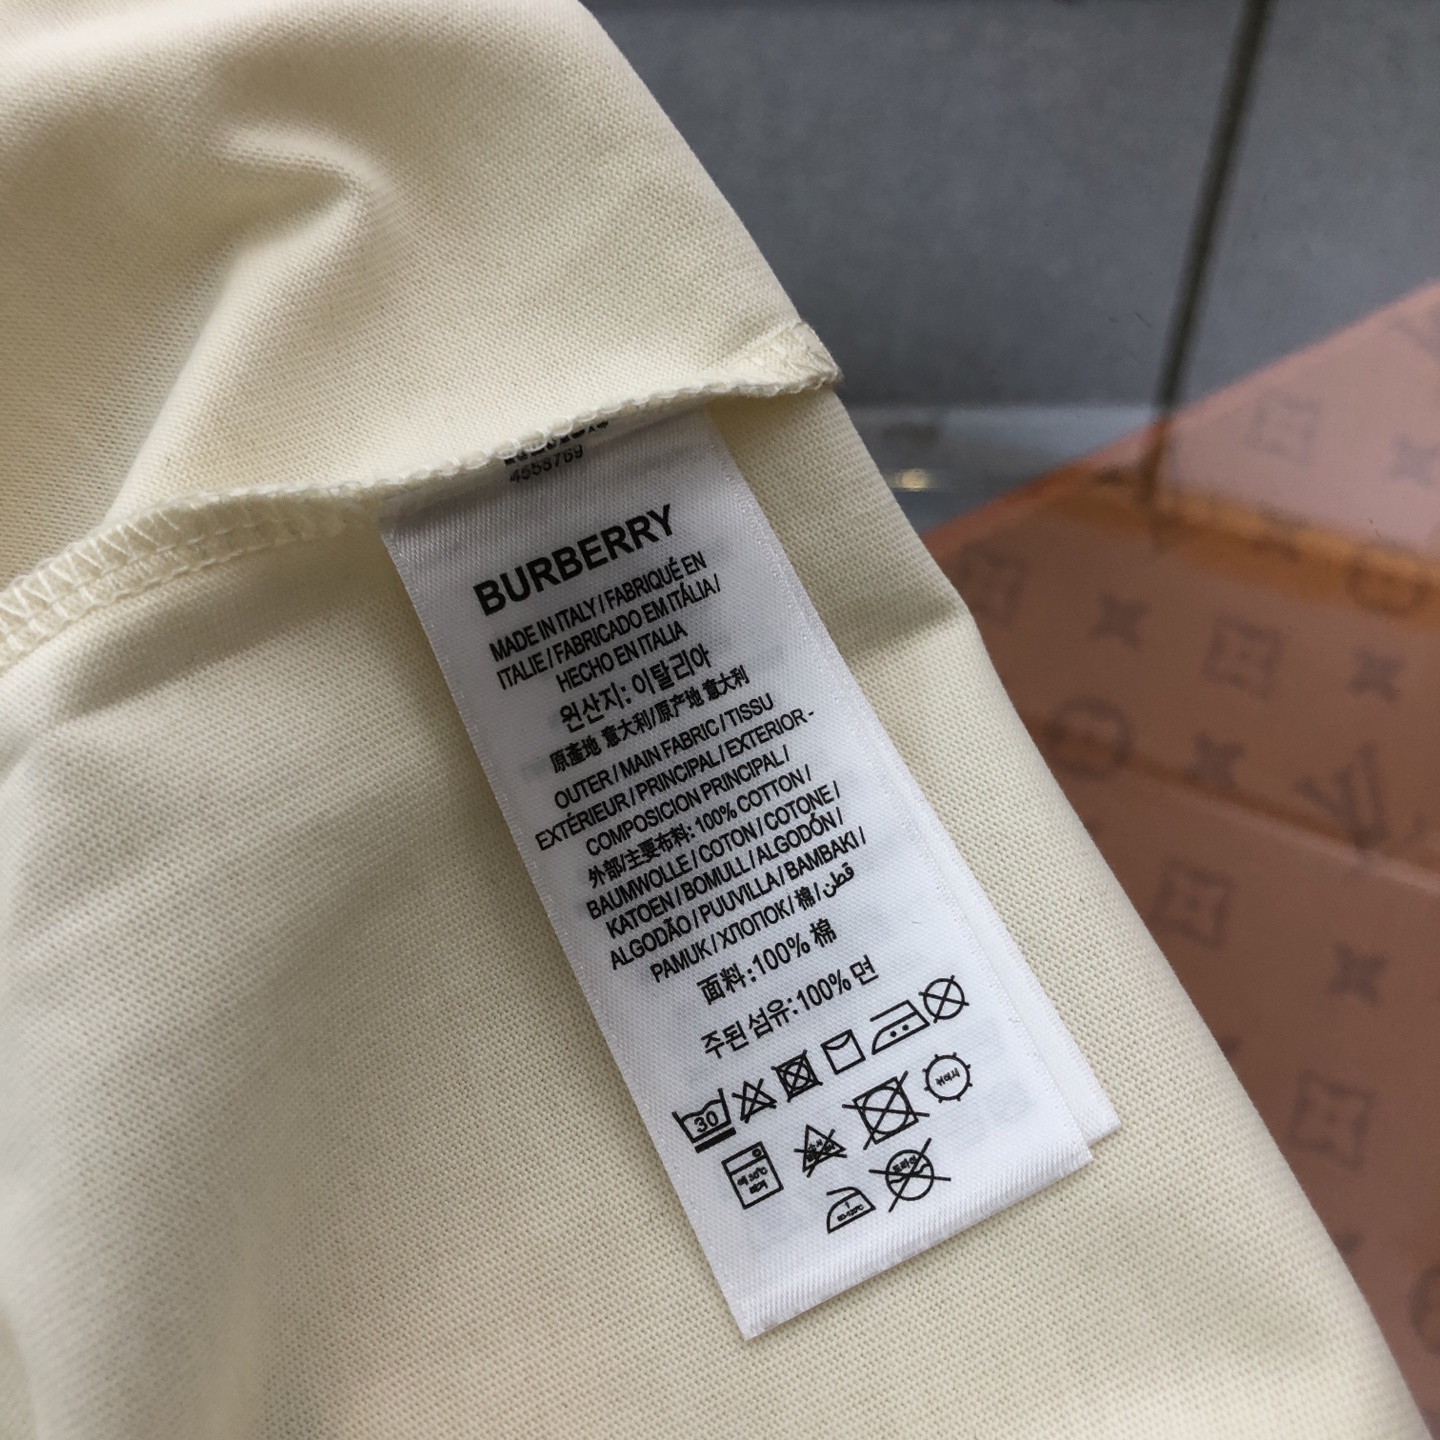 4558769
BURBERRY
MADE IN ITALY / FABRIQUÉ EN
ITALIE / FABRICADO EM ITÁLIA /
HECHO EN ITALIA
원산지: 이탈리아
原產地 意大利/原产地 意大利
OUTER / MAIN FABRIC / TISSU
EXTÉRIEUR / PRINCIPAL / EXTERIOR -
COMPOSICION PRINCIPAL /
外部/主要布料: 100% COTTON /
BAUMWOLLE / COTON / COTONE /
KATOEN / BOMULL / ALGODÓN /
ALGODÃO / PUUVILLA / BAMBAKI /
PAMUK / ХЛОПОК / 棉 / قطن
面料: 100% 棉
주된 섬유: 100% 면
30